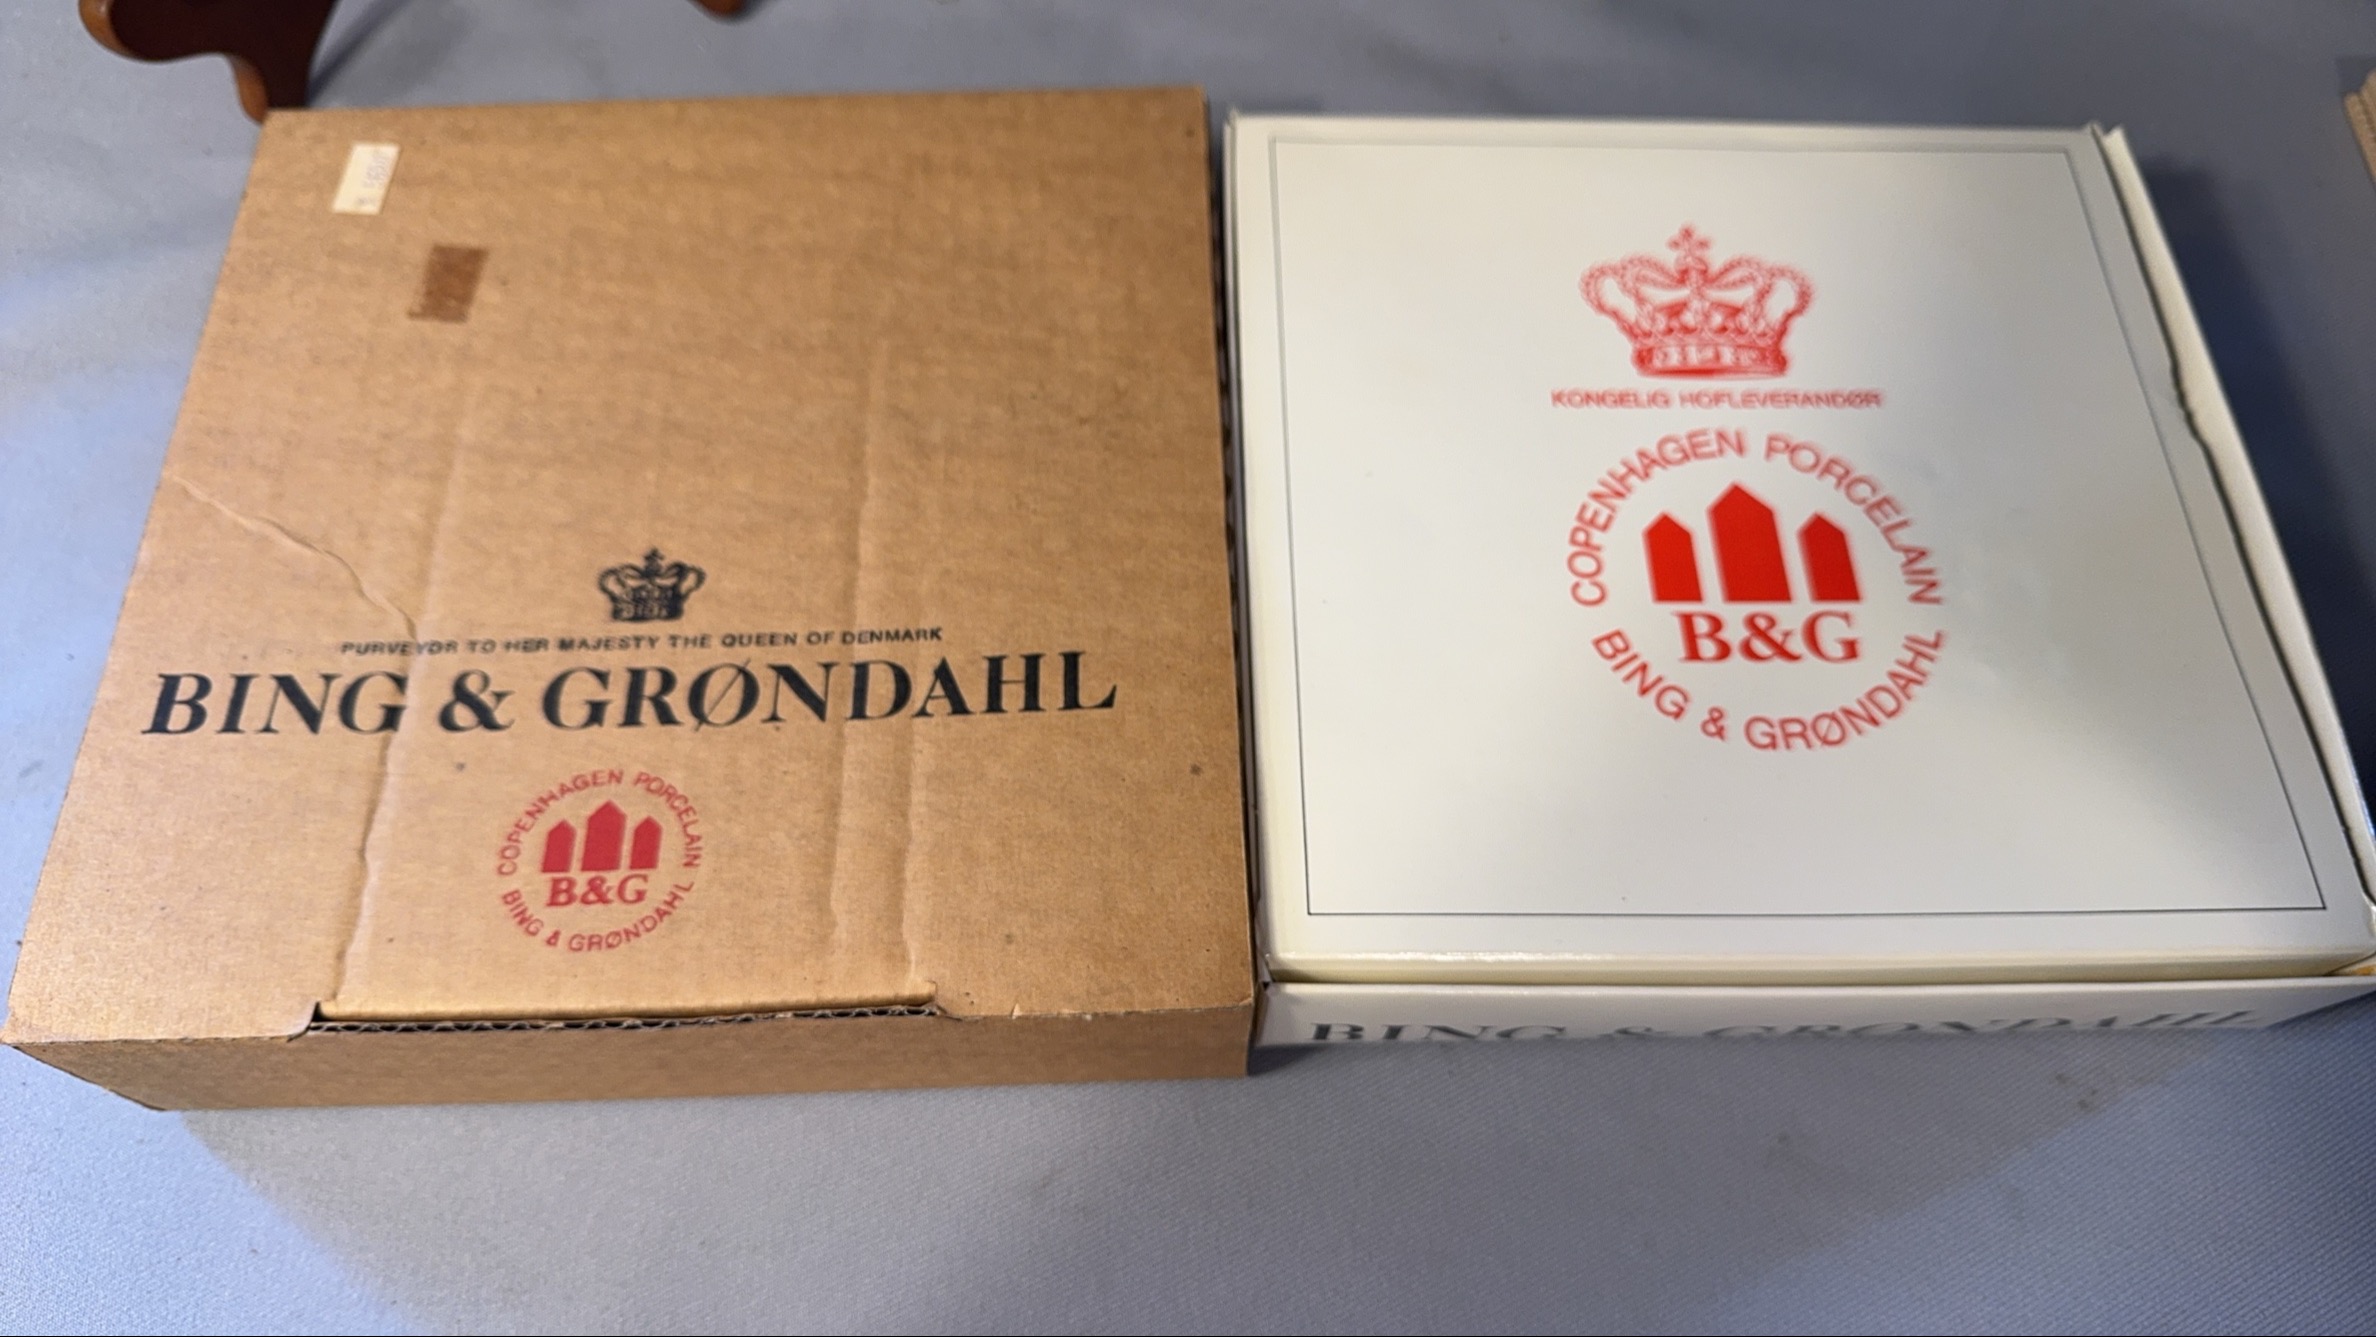 PURVEYOR TO HER MAJESTY THE QUEEN OF DENMARK
BING & GRØNDAHL
COPENHAGEN PORCELAIN
B&G
BING & GRØNDAHL
KONGELIG HOFLEVERANDØR
COPENHAGEN PORCELAIN
B&G
BING & GRØNDAHL
BING & GRØNDAHL